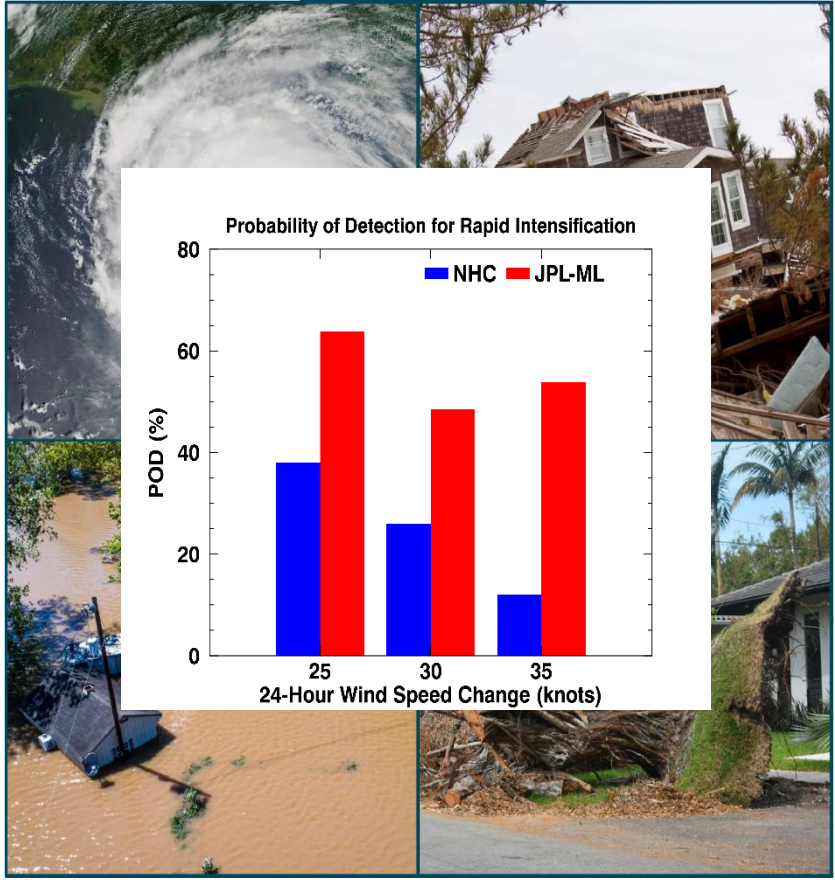 Probability of Detection for Rapid Intensification
80
NHC JPL-ML
60
40
20
0
POD (%)
25 30 35
24-Hour Wind Speed Change (knots)